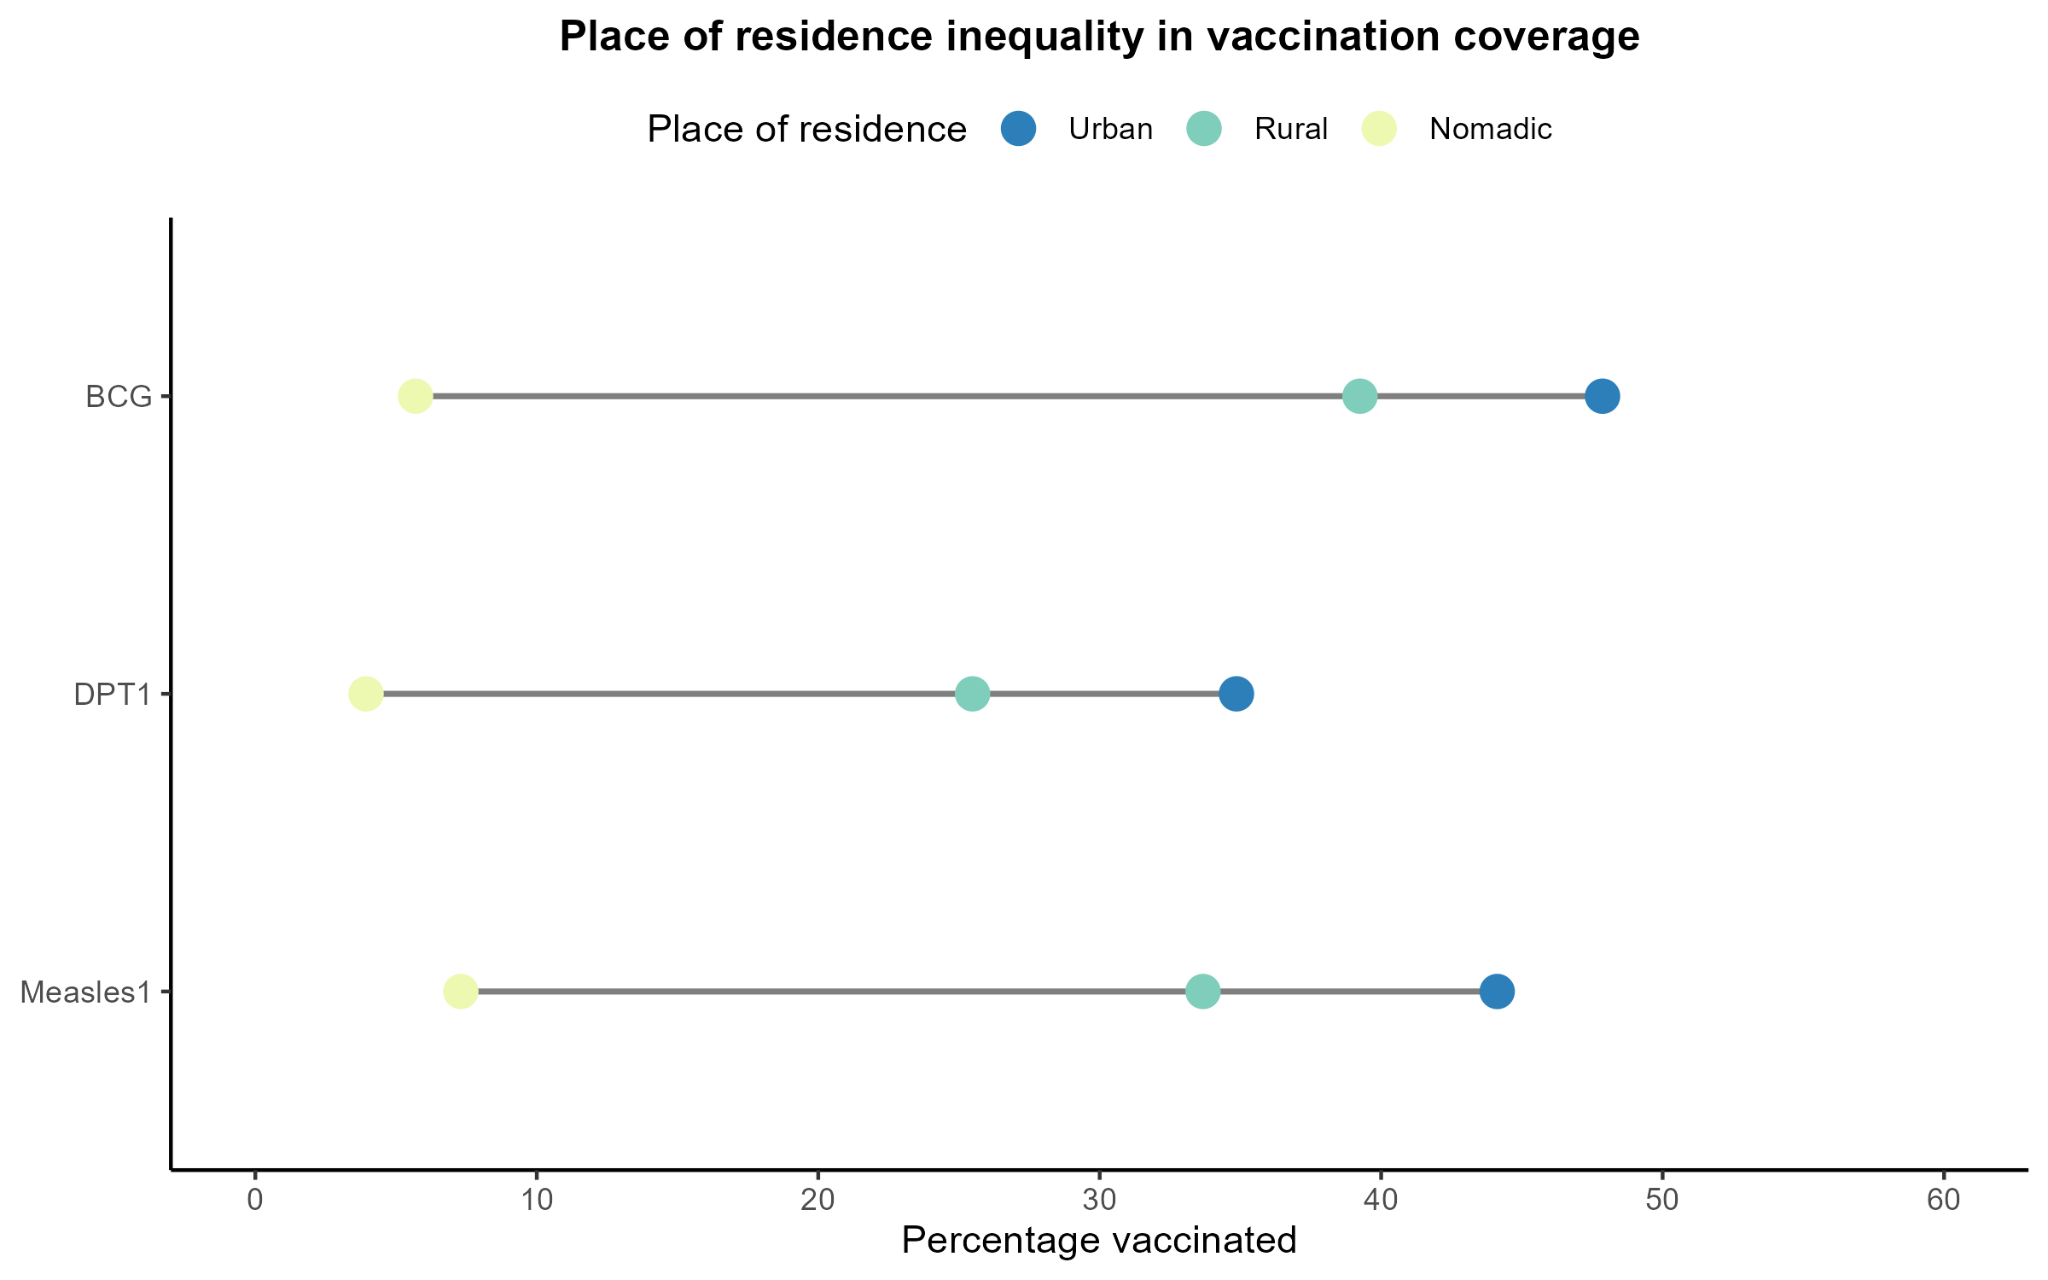 Place of residence inequality in vaccination coverage
Place of residence Urban Rural Nomadic
BCG
DPT1
Measles1
0 10 20 30 40 50 60
Percentage vaccinated